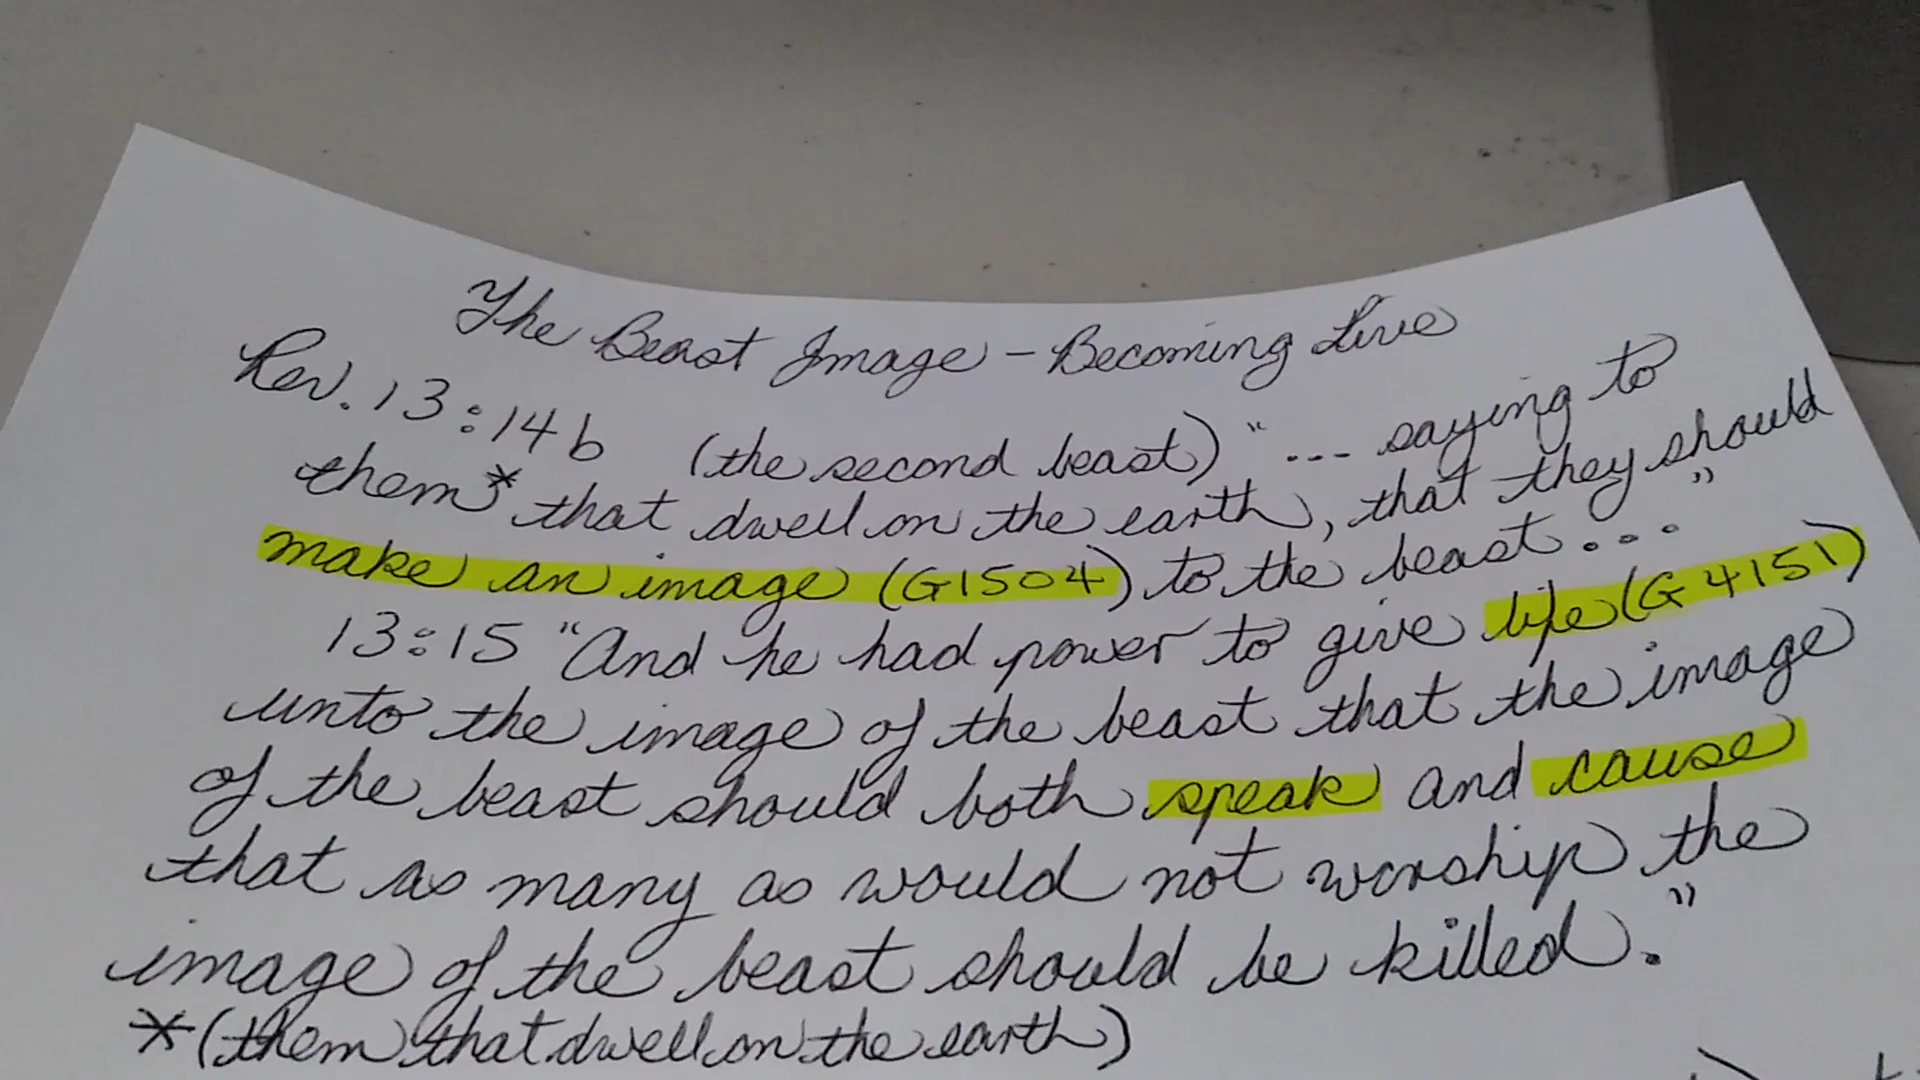 The Beast Image – Becoming Live
Rev. 13:14b (the second beast) "... saying to
them* that dwell on the earth, that they should
make an image (G1504) to the beast..."
13:15 "And he had power to give life (G4151)
unto the image of the beast that the image
of the beast should both speak and cause
that as many as would not worship the
image of the beast should be killed."
*(them that dwell on the earth)